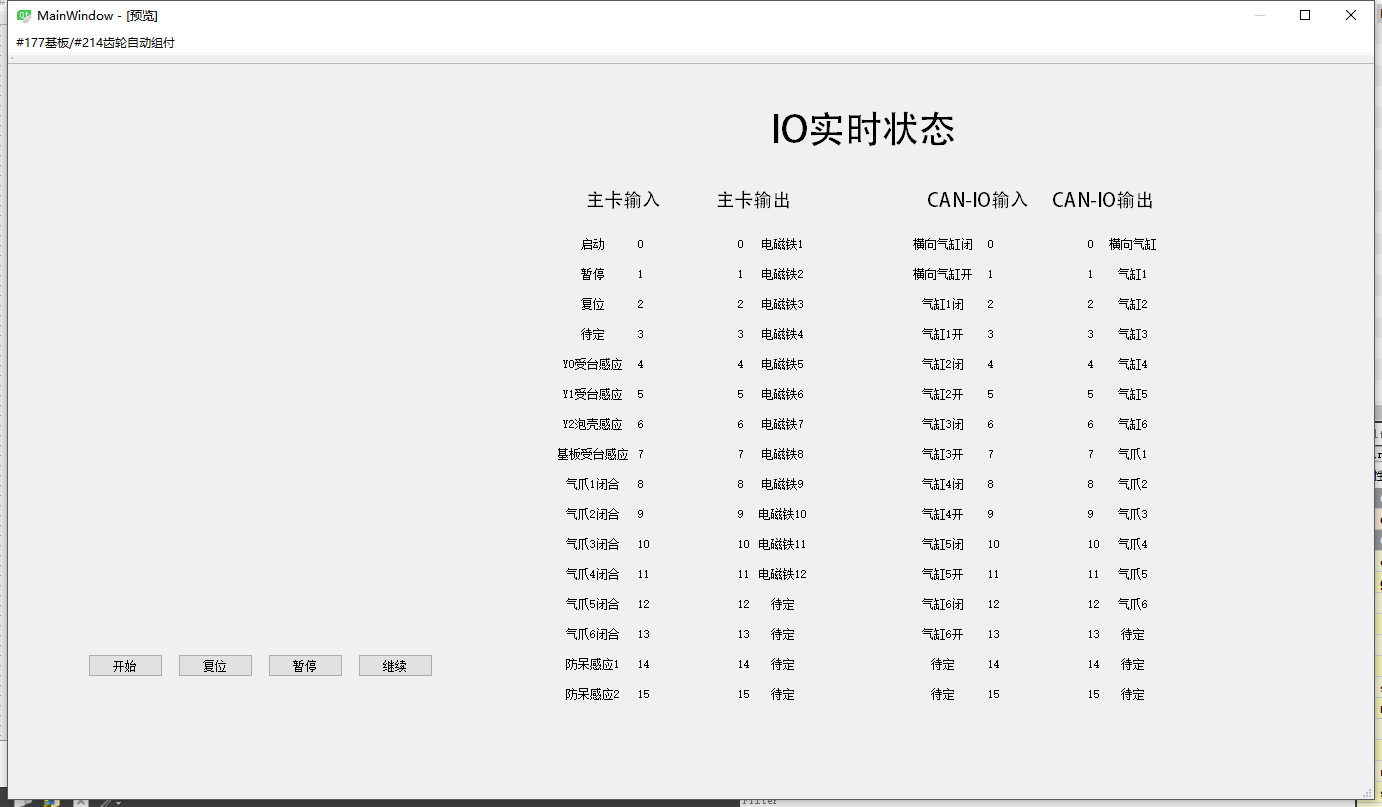 MainWindow - [预览]
#177基板/#214齿轮自动组付
IO实时状态
主卡输入 主卡输出 CAN-IO输入 CAN-IO输出
启动 0 0 电磁铁1 横向气缸闭 0 0 横向气缸
暂停 1 1 电磁铁2 横向气缸开 1 1 气缸1
复位 2 2 电磁铁3 气缸1闭 2 2 气缸2
待定 3 3 电磁铁4 气缸1开 3 3 气缸3
Y0受台感应 4 4 电磁铁5 气缸2闭 4 4 气缸4
Y1受台感应 5 5 电磁铁6 气缸2开 5 5 气缸5
Y2泡壳感应 6 6 电磁铁7 气缸3闭 6 6 气缸6
基板受台感应 7 7 电磁铁8 气缸3开 7 7 气爪1
气爪1闭合 8 8 电磁铁9 气缸4闭 8 8 气爪2
气爪2闭合 9 9 电磁铁10 气缸4开 9 9 气爪3
气爪3闭合 10 10 电磁铁11 气缸5闭 10 10 气爪4
气爪4闭合 11 11 电磁铁12 气缸5开 11 11 气爪5
气爪5闭合 12 12 待定 气缸6闭 12 12 气爪6
气爪6闭合 13 13 待定 气缸6开 13 13 待定
防呆感应1 14 14 待定 待定 14 14 待定
防呆感应2 15 15 待定 待定 15 15 待定
开始 复位 暂停 继续